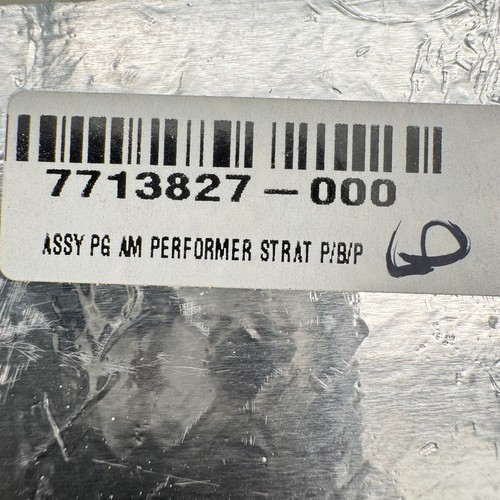 7713827-000
ASSY PG AM PERFORMER STRAT P/B/P